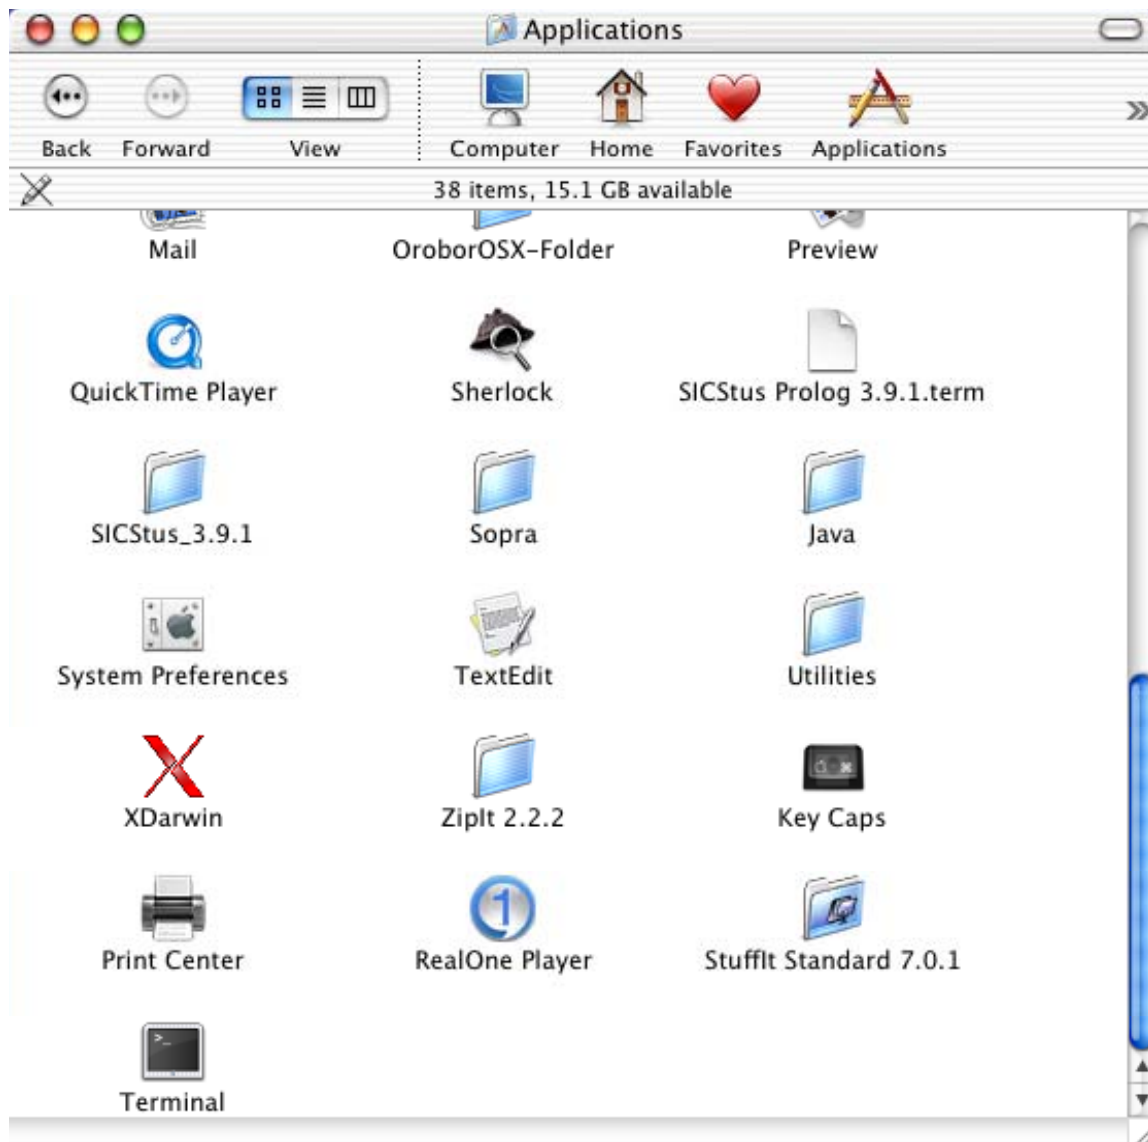 Applications
Back Forward View Computer Home Favorites Applications
38 items, 15.1 GB available
Mail OroborOSX-Folder Preview
QuickTime Player Sherlock SICStus Prolog 3.9.1.term
SICStus_3.9.1 Sopra Java
System Preferences TextEdit Utilities
XDarwin ZipIt 2.2.2 Key Caps
Print Center RealOne Player StuffIt Standard 7.0.1
Terminal